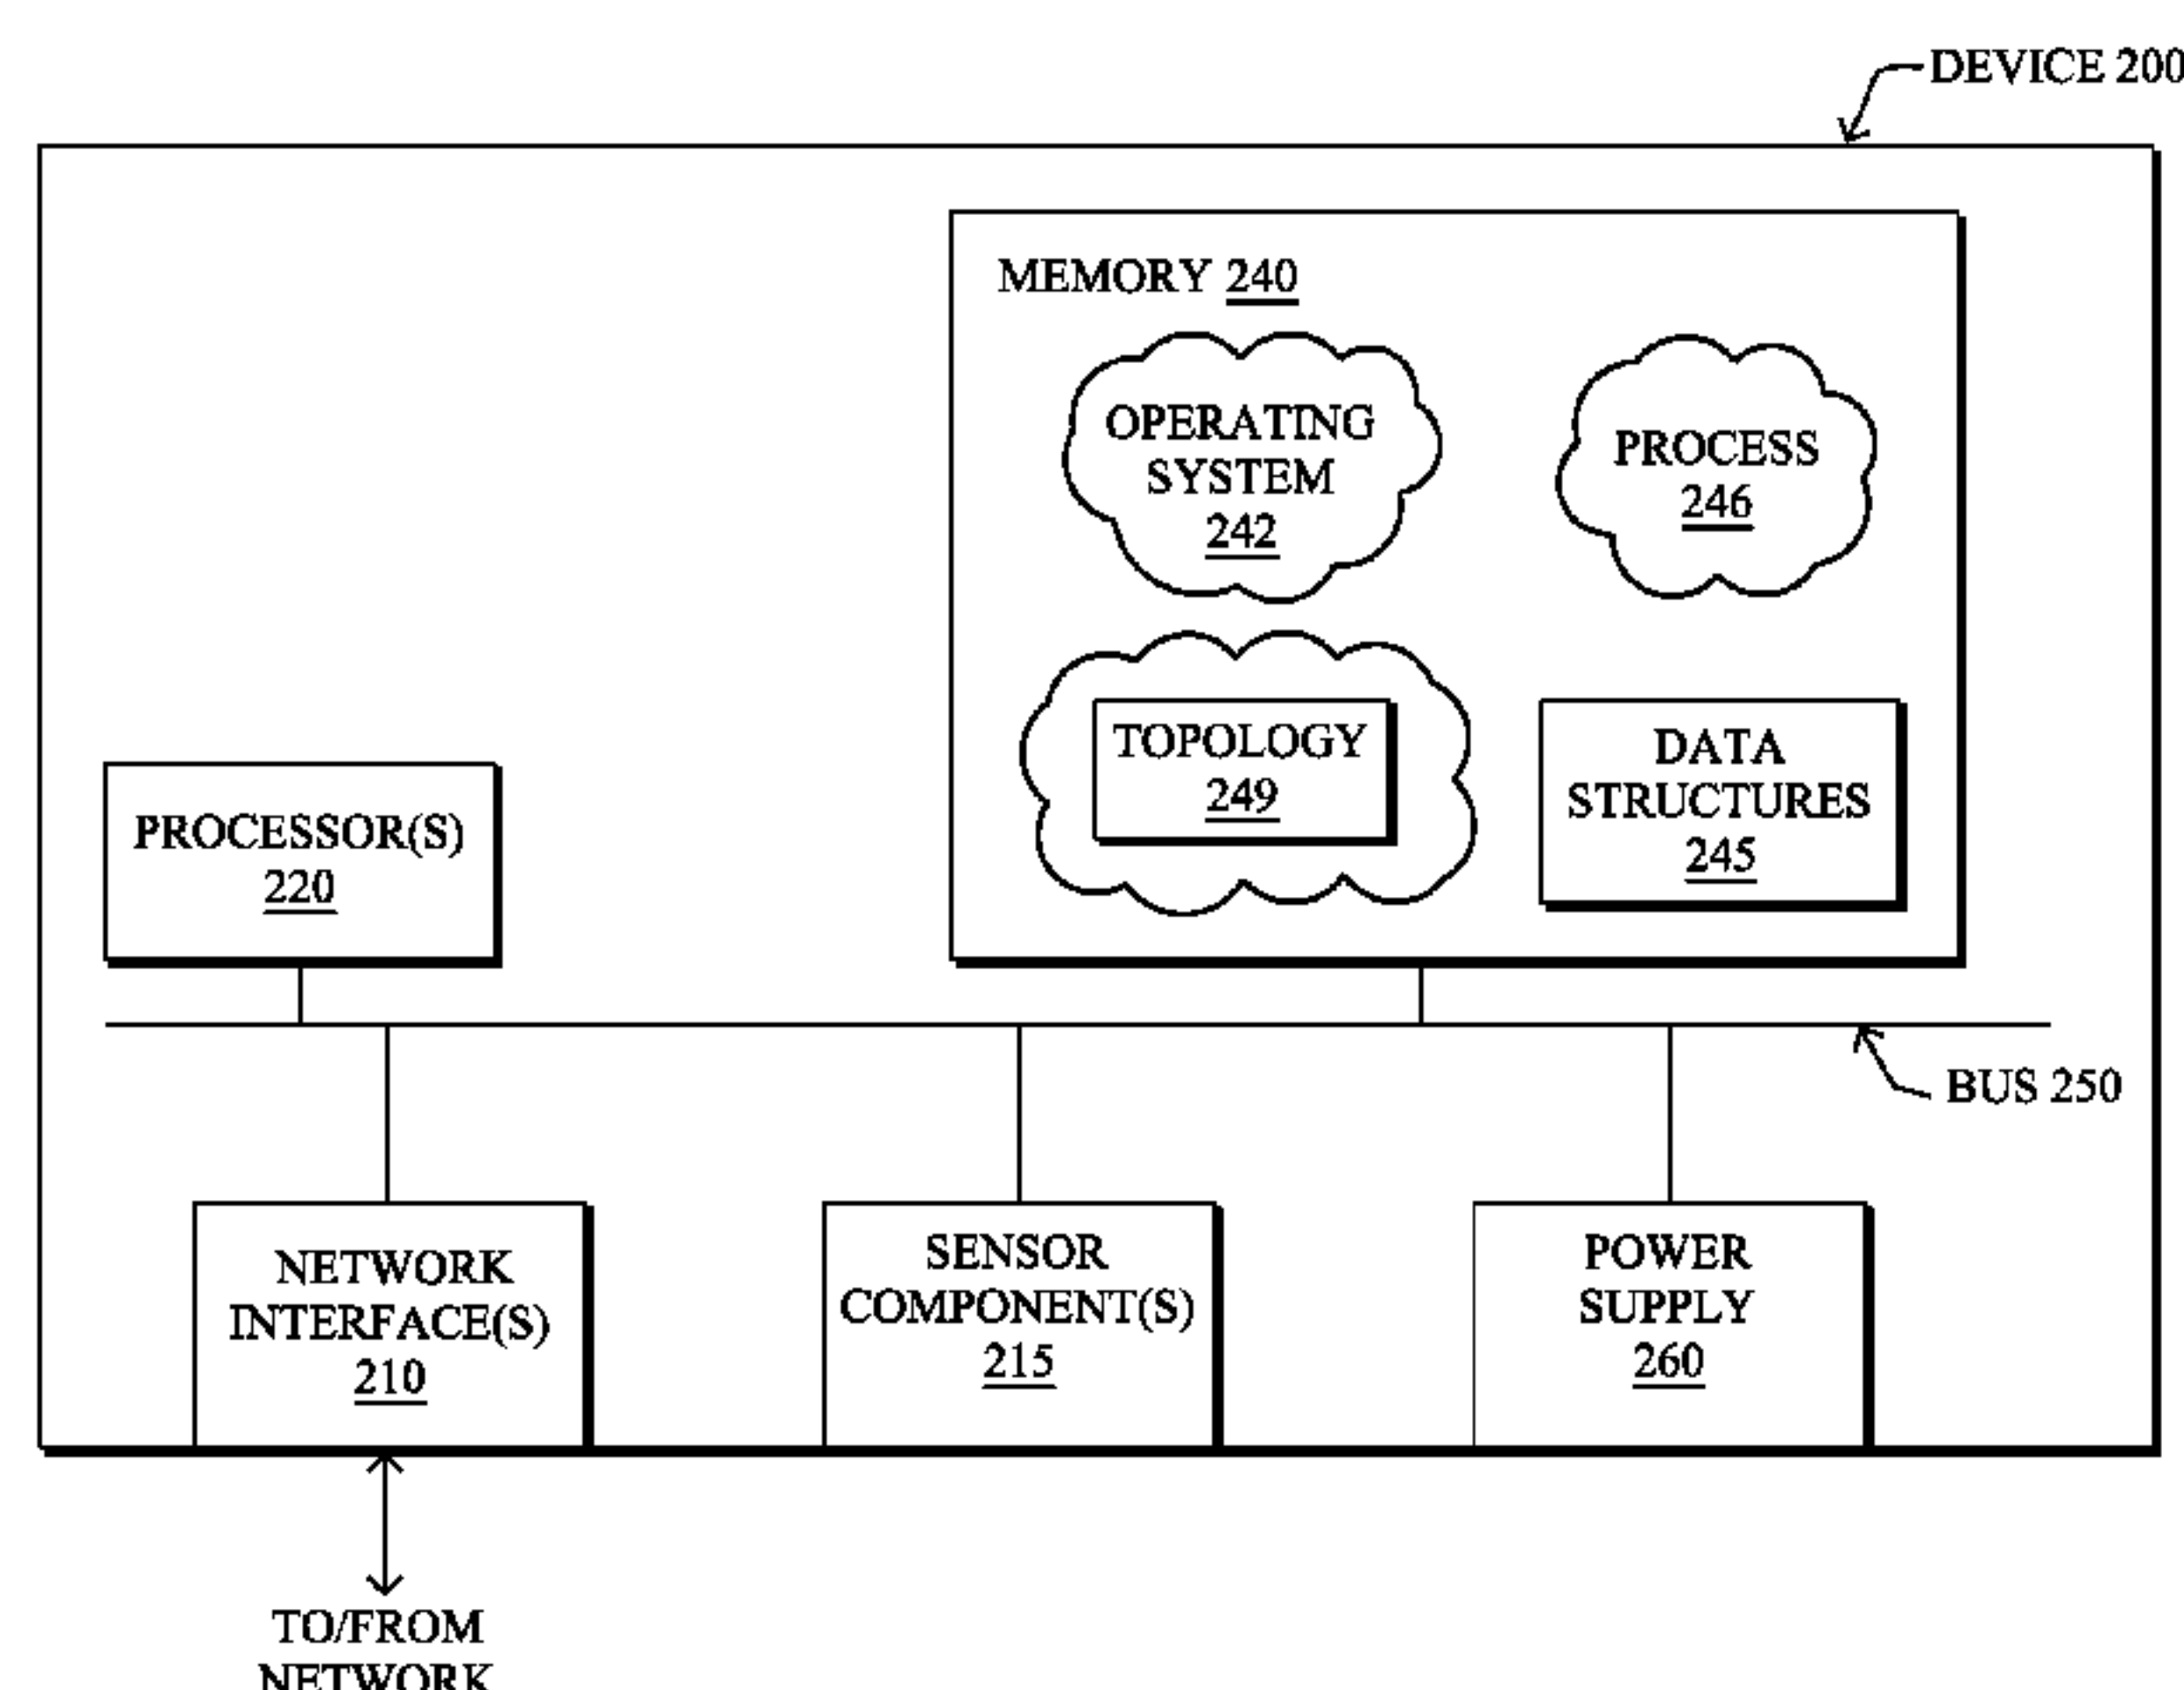 DEVICE 200
MEMORY 240
OPERATING
SYSTEM
242
PROCESS
246
TOPOLOGY
249
DATA
STRUCTURES
245
PROCESSOR(S)
220
BUS 250
NETWORK
INTERFACE(S)
210
SENSOR
COMPONENT(S)
215
POWER
SUPPLY
260
TO/FROM
NETWORK